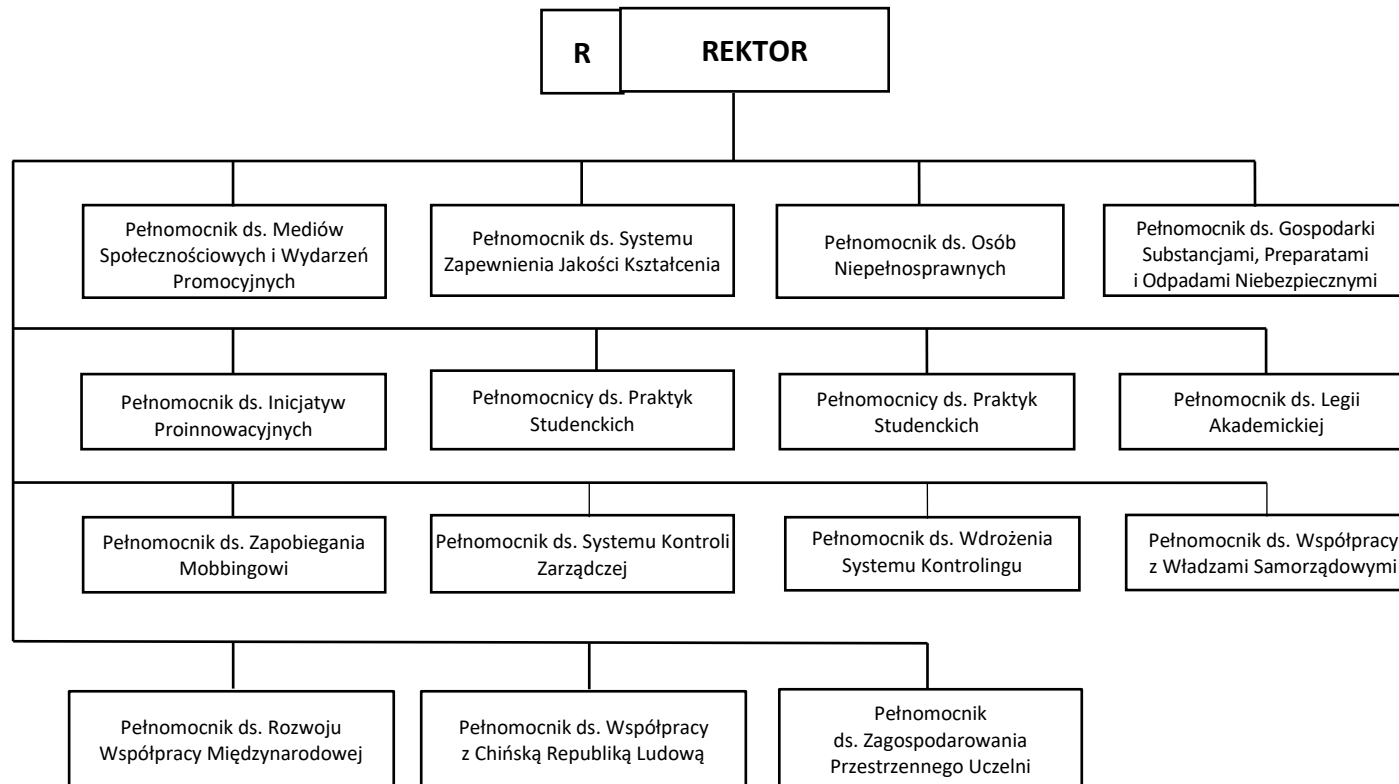 R
REKTOR
Pełnomocnik ds. Mediów
Społecznościowych i Wydarzeń
Promocyjnych
Pełnomocnik ds. Systemu
Zapewnienia Jakości Kształcenia
Pełnomocnik ds. Osób
Niepełnosprawnych
Pełnomocnik ds. Gospodarki
Substancjami, Preparatami
i Odpadami Niebezpiecznymi
Pełnomocnik ds. Inicjatyw
Proinnowacyjnych
Pełnomocnicy ds. Praktyk
Studenckich
Pełnomocnicy ds. Praktyk
Studenckich
Pełnomocnik ds. Legii
Akademickiej
Pełnomocnik ds. Zapobiegania
Mobbingowi
Pełnomocnik ds. Systemu Kontroli
Zarządczej
Pełnomocnik ds. Wdrożenia
Systemu Kontrolingu
Pełnomocnik ds. Współpracy
z Władzami Samorządowymi
Pełnomocnik ds. Rozwoju
Współpracy Międzynarodowej
Pełnomocnik ds. Współpracy
z Chińską Republiką Ludową
Pełnomocnik
ds. Zagospodarowania
Przestrzennego Uczelni